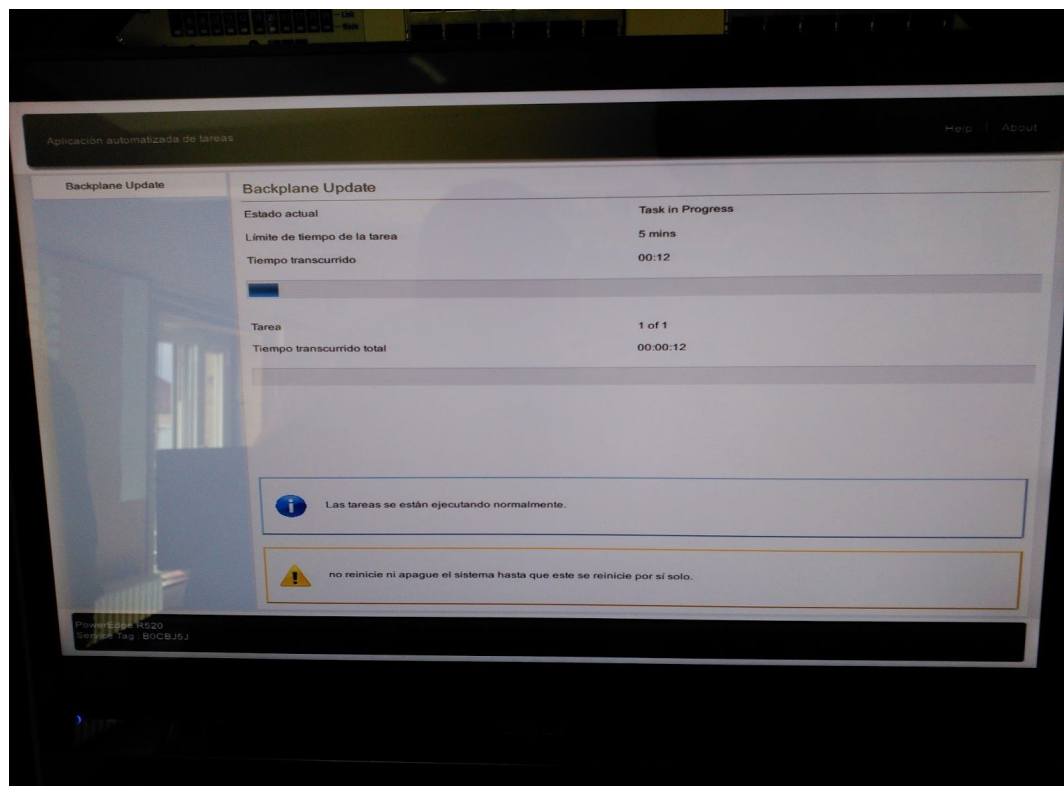 Aplicación automatizada de tareas
Help | About
Backplane Update
Backplane Update
Estado actual Task in Progress
Límite de tiempo de la tarea 5 mins
Tiempo transcurrido 00:12
Tarea 1 of 1
Tiempo transcurrido total 00:00:12
Las tareas se están ejecutando normalmente.
no reinicie ni apague el sistema hasta que este se reinicie por sí solo.
PowerEdge R520
Service Tag : B0CBJ5J